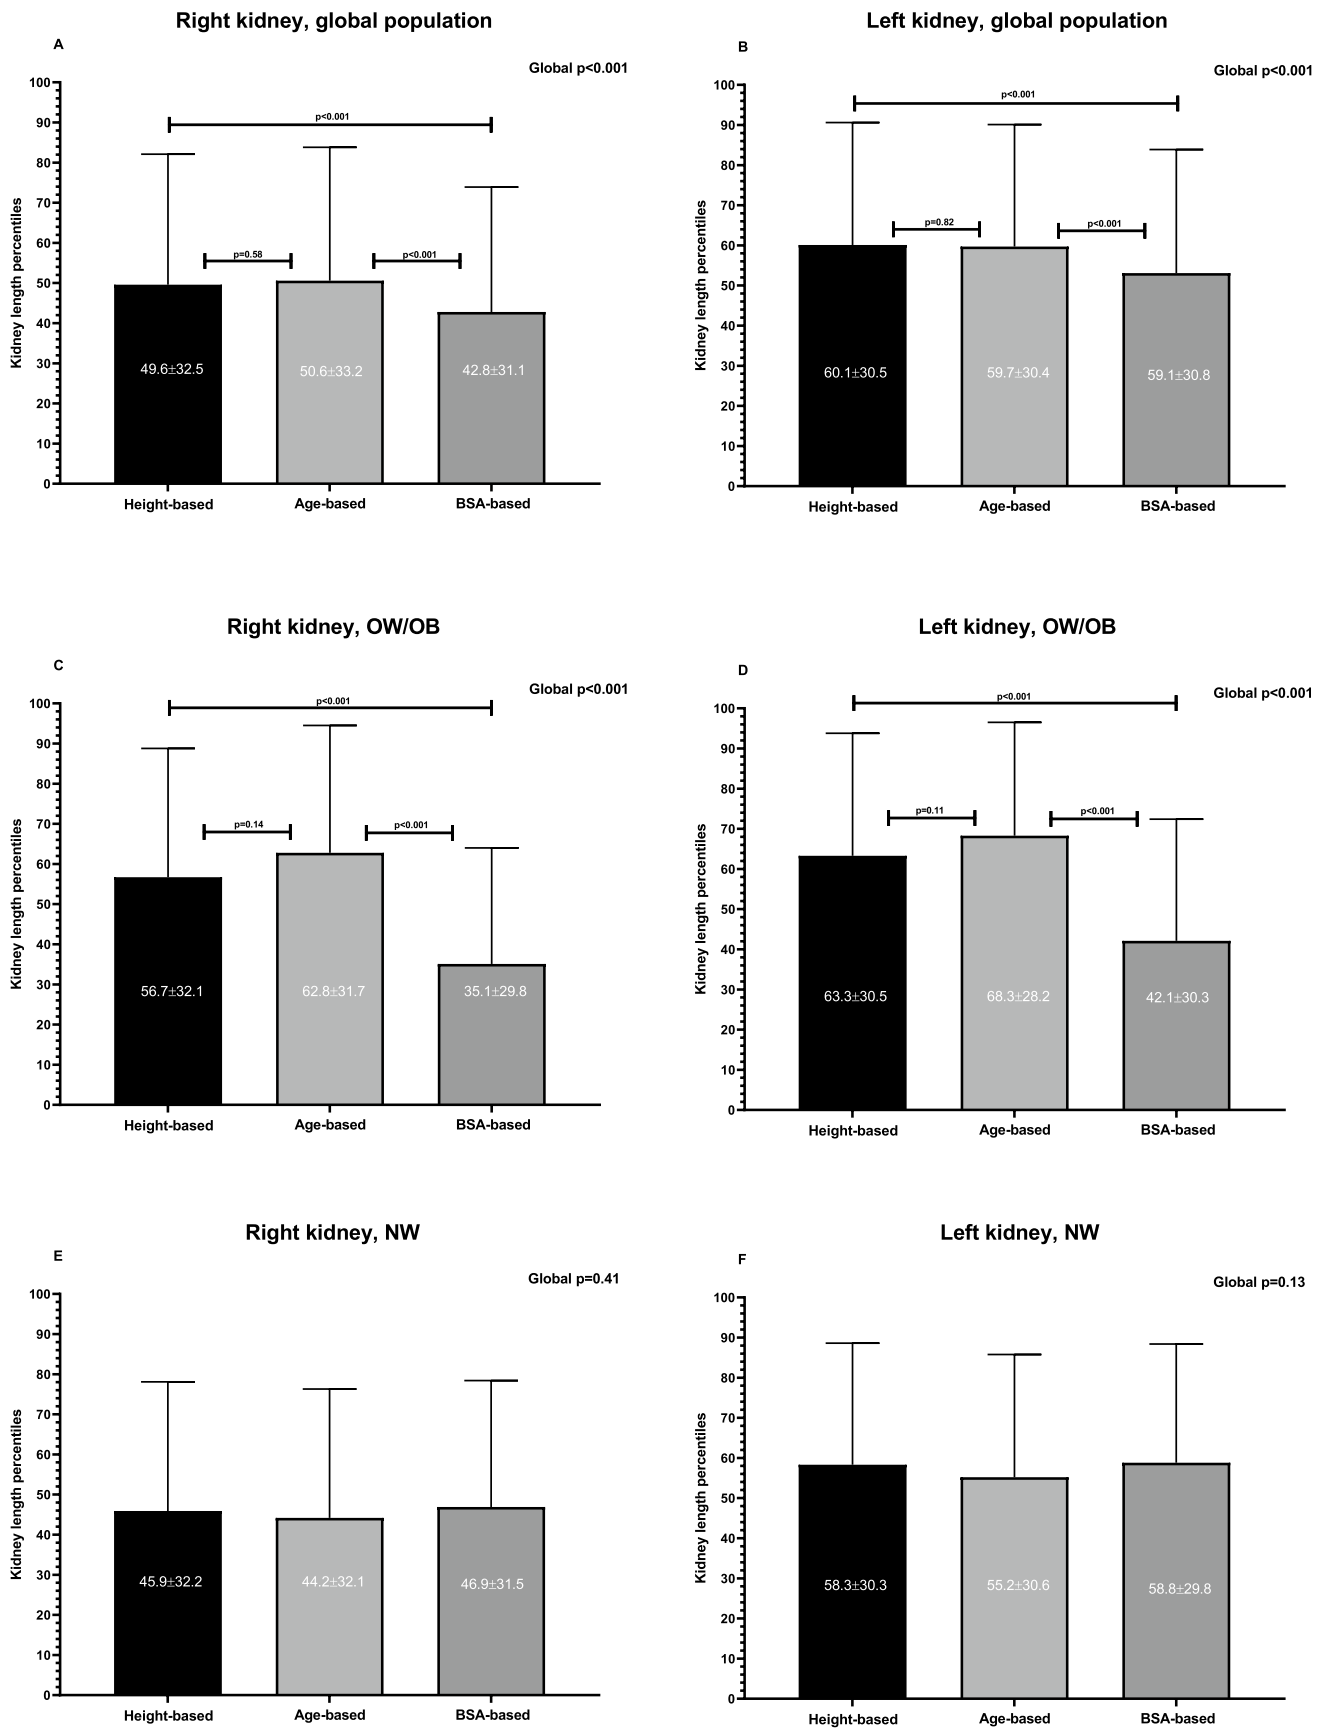 Right kidney, global population
A
Global p<0.001
Kidney length percentiles
100
90
80
70
60
50
40
30
20
10
0
p<0.001
p=0.58
p<0.001
49.6±32.5
50.6±33.2
42.8±31.1
Height-based
Age-based
BSA-based
Left kidney, global population
B
Global p<0.001
Kidney length percentiles
100
90
80
70
60
50
40
30
20
10
0
p<0.001
p=0.82
p<0.001
60.1±30.5
59.7±30.4
59.1±30.8
Height-based
Age-based
BSA-based
Right kidney, OW/OB
C
Global p<0.001
Kidney length percentiles
100
90
80
70
60
50
40
30
20
10
0
p<0.001
p=0.14
p<0.001
56.7±32.1
62.8±31.7
35.1±29.8
Height-based
Age-based
BSA-based
Left kidney, OW/OB
D
Global p<0.001
Kidney length percentiles
100
90
80
70
60
50
40
30
20
10
0
p<0.001
p=0.11
p<0.001
63.3±30.5
68.3±28.2
42.1±30.3
Height-based
Age-based
BSA-based
Right kidney, NW
E
Global p=0.41
Kidney length percentiles
100
90
80
70
60
50
40
30
20
10
0
45.9±32.2
44.2±32.1
46.9±31.5
Height-based
Age-based
BSA-based
Left kidney, NW
F
Global p=0.13
Kidney length percentiles
100
90
80
70
60
50
40
30
20
10
0
58.3±30.3
55.2±30.6
58.8±29.8
Height-based
Age-based
BSA-based